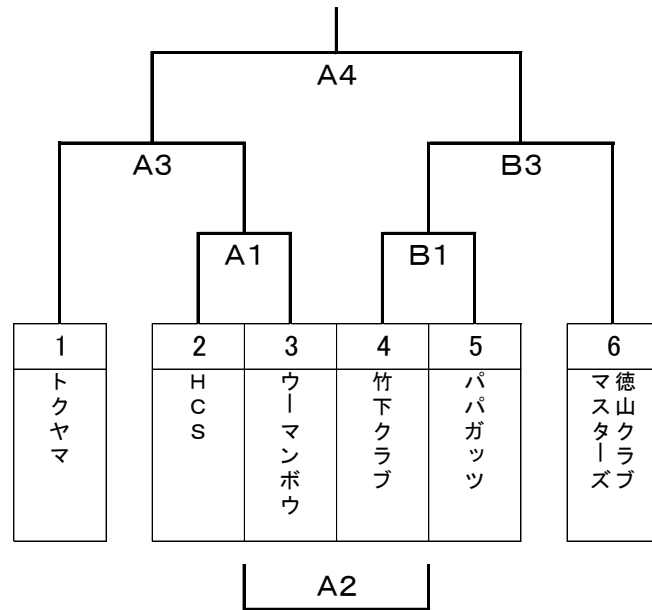 A4
A3
B3
A1
B1
1
2
3
4
5
6
トクヤマ
HCS
ウーマンボウ
竹下クラブ
パパガッツ
徳山クラブ
マスターズ
A2